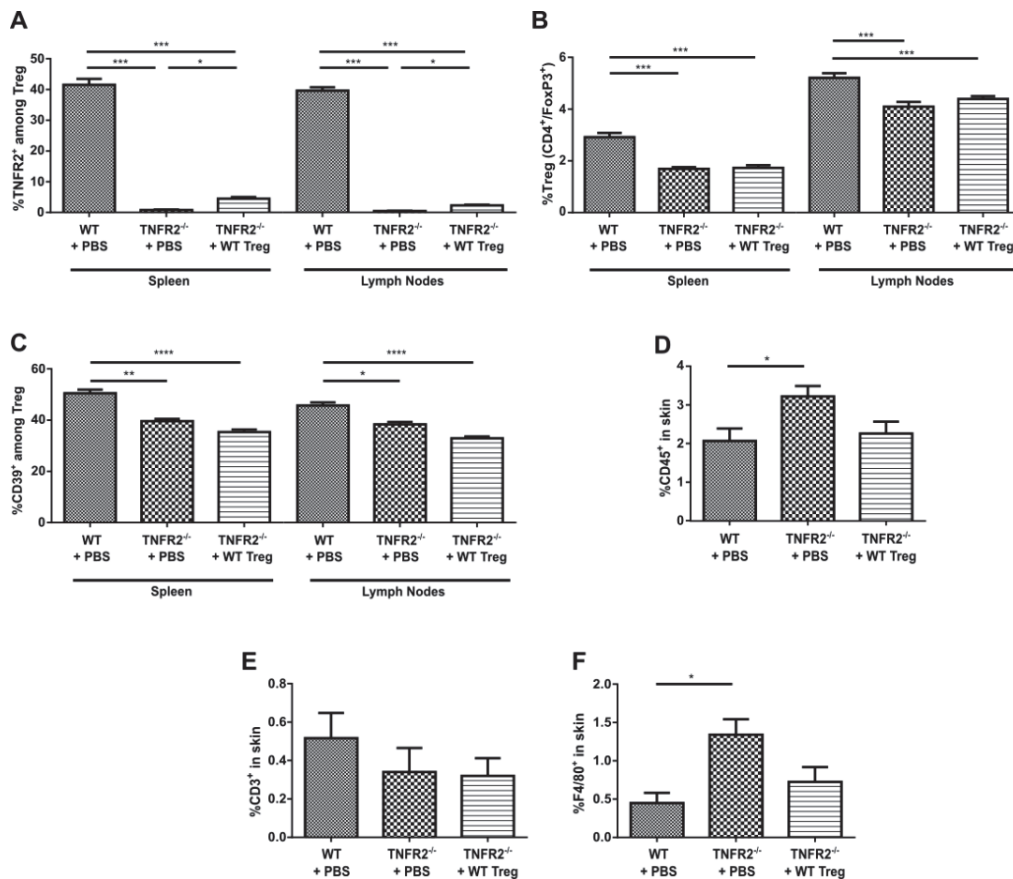 A
%TNFR2⁺ among Treg
50
40
30
20
10
0
***
***
*
***
***
*
WT + PBS
TNFR2⁻/⁻ + PBS
TNFR2⁻/⁻ + WT Treg
WT + PBS
TNFR2⁻/⁻ + PBS
TNFR2⁻/⁻ + WT Treg
Spleen
Lymph Nodes
B
%Treg (CD4⁺/FoxP3⁺)
6
4
2
0
***
***
***
***
WT + PBS
TNFR2⁻/⁻ + PBS
TNFR2⁻/⁻ + WT Treg
WT + PBS
TNFR2⁻/⁻ + PBS
TNFR2⁻/⁻ + WT Treg
Spleen
Lymph Nodes
C
%CD39⁺ among Treg
60
40
20
0
****
**
****
*
WT + PBS
TNFR2⁻/⁻ + PBS
TNFR2⁻/⁻ + WT Treg
WT + PBS
TNFR2⁻/⁻ + PBS
TNFR2⁻/⁻ + WT Treg
Spleen
Lymph Nodes
D
%CD45⁺ in skin
4
3
2
1
0
*
WT + PBS
TNFR2⁻/⁻ + PBS
TNFR2⁻/⁻ + WT Treg
E
%CD3⁺ in skin
0.8
0.6
0.4
0.2
0.0
WT + PBS
TNFR2⁻/⁻ + PBS
TNFR2⁻/⁻ + WT Treg
F
%F4/80⁺ in skin
2.0
1.5
1.0
0.5
0.0
*
WT + PBS
TNFR2⁻/⁻ + PBS
TNFR2⁻/⁻ + WT Treg